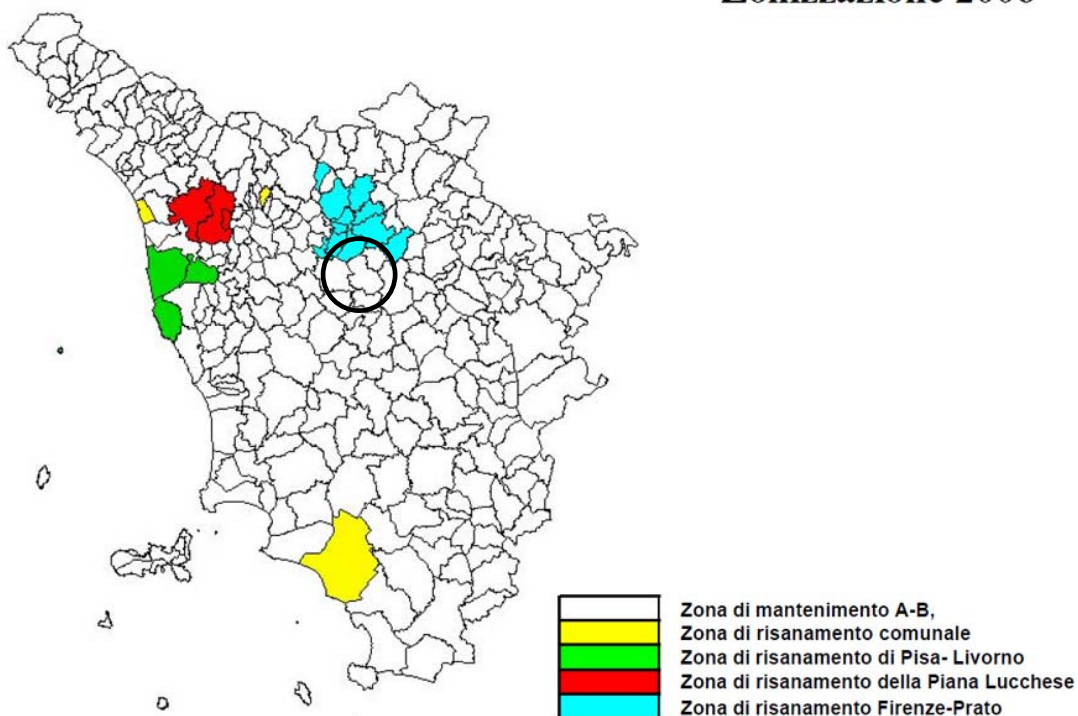 Zona di mantenimento A-B,
Zona di risanamento comunale
Zona di risanamento di Pisa- Livorno
Zona di risanamento della Piana Lucchese
Zona di risanamento Firenze-Prato